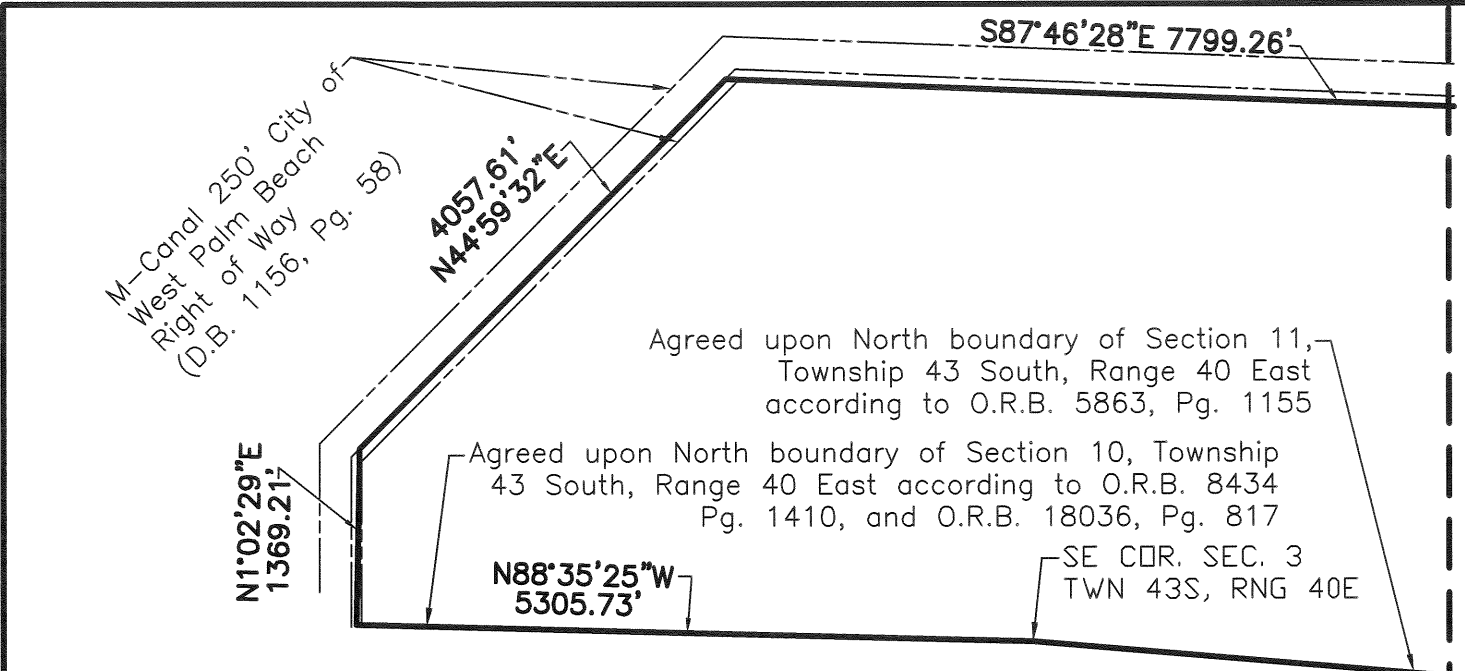 S87°46'28"E 7799.26'
M-Canal 250' City of
West Palm Beach
Right of Way
(D.B. 1156, Pg. 58)
4057.61'
N44°59'32"E
Agreed upon North boundary of Section 11,
Township 43 South, Range 40 East
according to O.R.B. 5863, Pg. 1155
N1°02'29"E
1369.21'
Agreed upon North boundary of Section 10, Township
43 South, Range 40 East according to O.R.B. 8434
Pg. 1410, and O.R.B. 18036, Pg. 817
N88°35'25"W
5305.73'
SE COR. SEC. 3
TWN 43S, RNG 40E